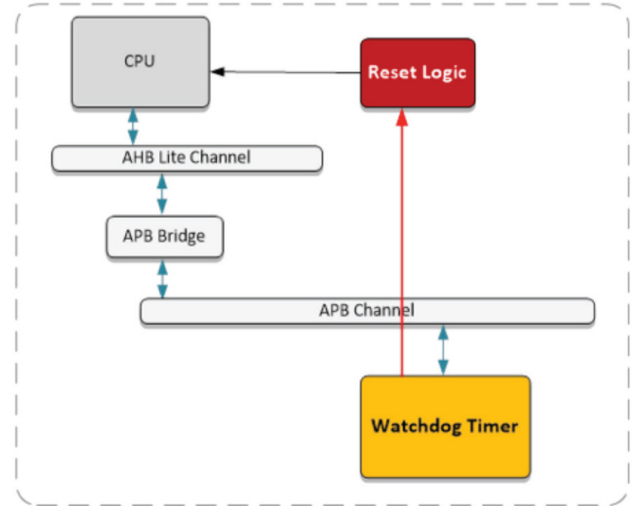 CPU
Reset Logic
AHB Lite Channel
APB Bridge
APB Channel
Watchdog Timer